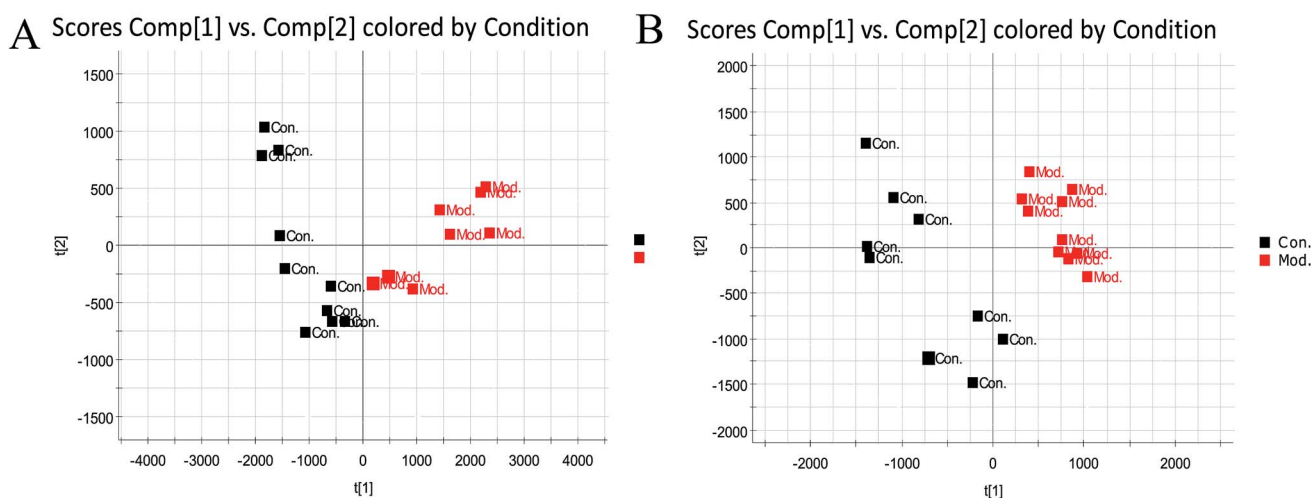 A Scores Comp[1] vs. Comp[2] colored by Condition
1500
1000
500
0
-500
-1000
-1500
t[2]
Con.
Con.
Con.
Con.
Con.
Con.
Con.
Con.
Con.
Con.
Mod.
Mod.
Mod.
Mod.
Mod.
Mod.
Mod.
Mod.
-4000 -3000 -2000 -1000 0 1000 2000 3000 4000
t[1]
B Scores Comp[1] vs. Comp[2] colored by Condition
2000
1500
1000
500
0
-500
-1000
-1500
-2000
t[2]
Con.
Con.
Con.
Con.
Con.
Con.
Con.
Con.
Con.
Mod.
Mod.
Mod.
Mod.
Mod.
Mod.
Mod.
Mod.
Mod.
Mod.
-2000 -1000 0 1000 2000
t[1]
Con.
Mod.